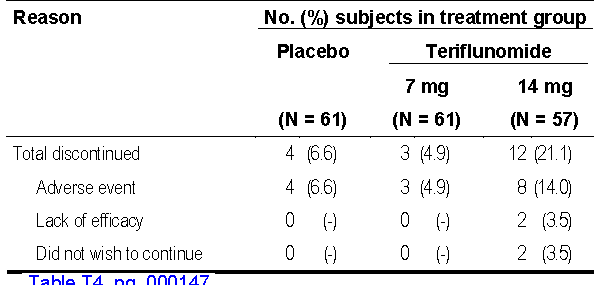 Reason No. (%) subjects in treatment group
Placebo Teriflunomide
7 mg 14 mg
(N = 61) (N = 61) (N = 57)
Total discontinued 4 (6.6) 3 (4.9) 12 (21.1)
Adverse event 4 (6.6) 3 (4.9) 8 (14.0)
Lack of efficacy 0 (-) 0 (-) 2 (3.5)
Did not wish to continue 0 (-) 0 (-) 2 (3.5)
Table T4, pg. 000147